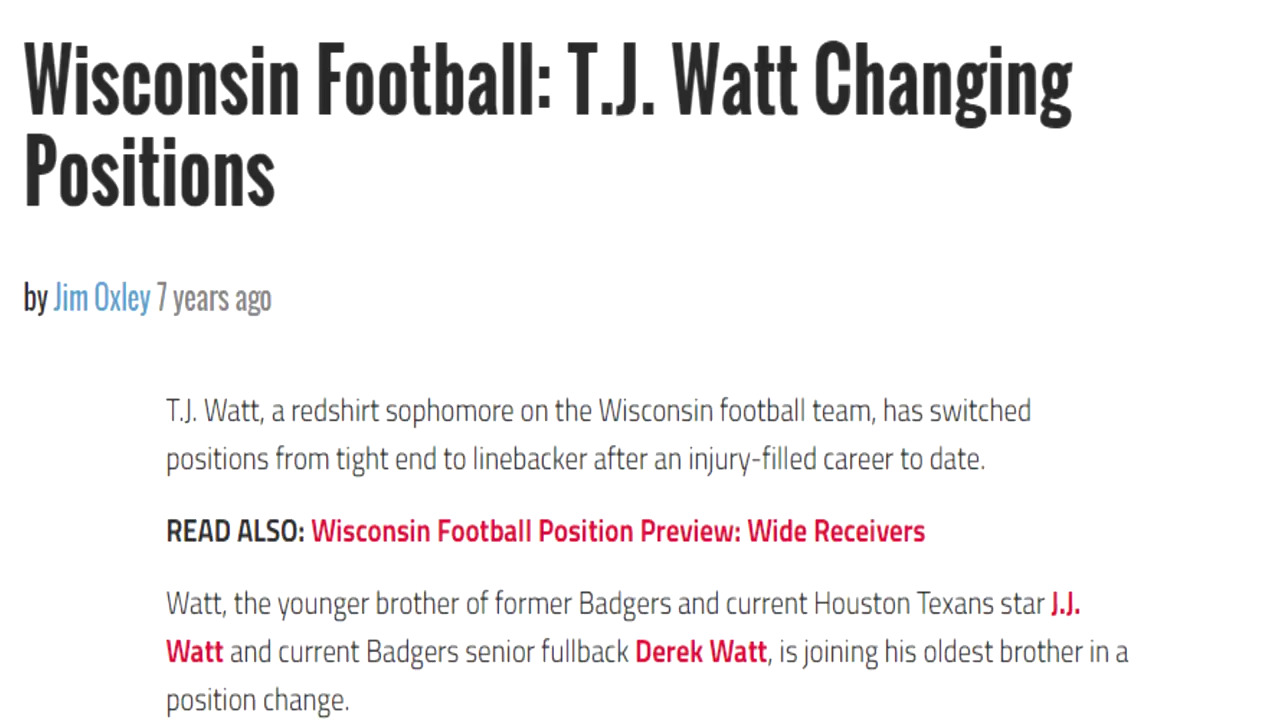 Wisconsin Football: T.J. Watt Changing
Positions
by Jim Oxley 7 years ago
T.J. Watt, a redshirt sophomore on the Wisconsin football team, has switched
positions from tight end to linebacker after an injury-filled career to date.
READ ALSO: Wisconsin Football Position Preview: Wide Receivers
Watt, the younger brother of former Badgers and current Houston Texans star J.J.
Watt and current Badgers senior fullback Derek Watt, is joining his oldest brother in a
position change.